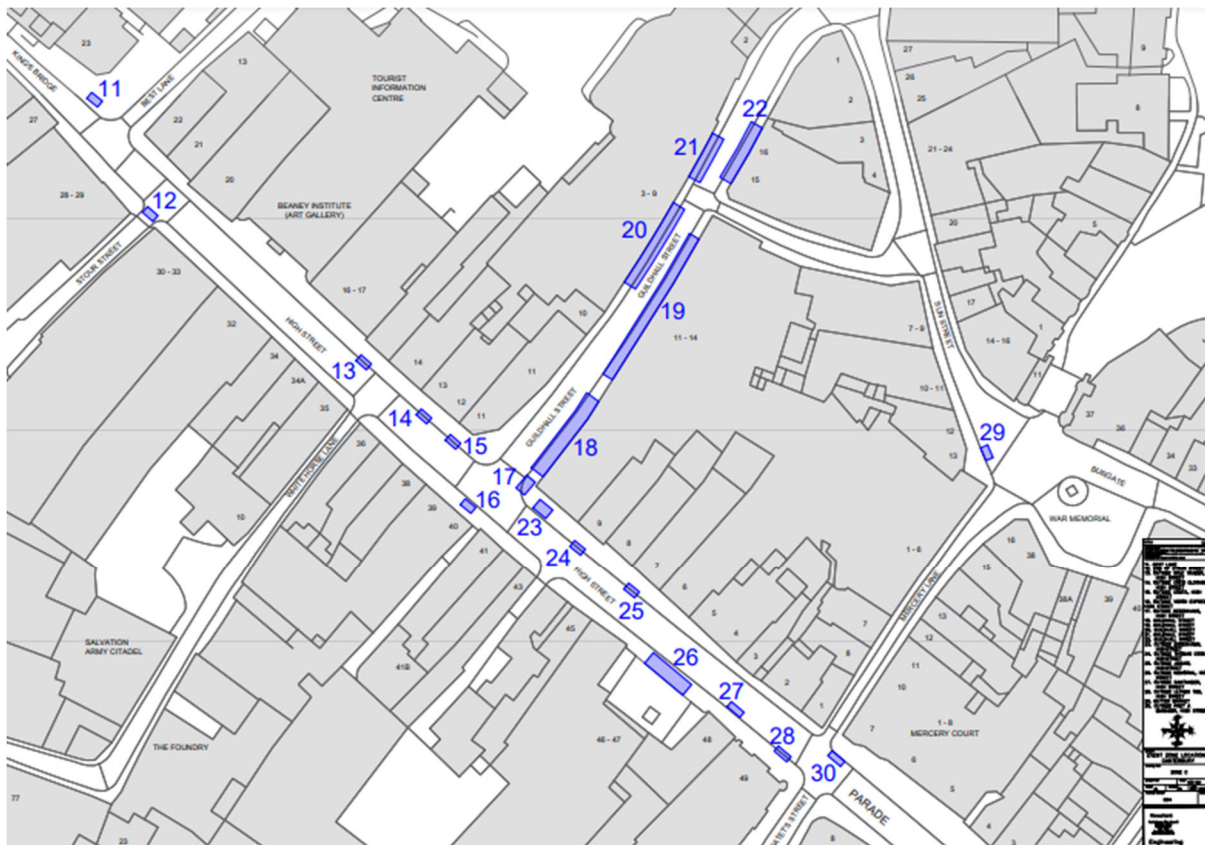 23
KING'S BRIDGE
11
BEST LANE
13
TOURIST
INFORMATION
CENTRE
2
1
27
9
26
22
2
25
8
27
21
22
21
16
3
21 - 24
28 - 29
20
15
4
12
BEANEY INSTITUTE
(ART GALLERY)
3 - 9
20
20
5
STOUR STREET
30 - 33
GUILDHALL STREET
17
16 - 17
19
SUN STREET
1
32
HIGH STREET
10
11 - 14
7 - 9
14 - 16
34
13
14
11
34A
13
10 - 11
11
35
14
12
37
11
15
GUILDHALL STREET
18
12
29
36
36
13
34
33
WHITEHORSE LANE
38
17
BURGATE
39
16
10
40
23
9
WAR MEMORIAL
41
24
8
1 - 6
16
38
HIGH STREET
7
15
43
25
6
MERCERY LANE
38A
39
40
45
5
13
SALVATION
ARMY CITADEL
4
7
12
41B
26
3
8
11
2
10
27
1
THE FOUNDRY
46 - 47
48
28
7
1 - 8
MERCERY COURT
30
6
49
77
PARADE
5
23
8
4
3
ZONE C
Engineering